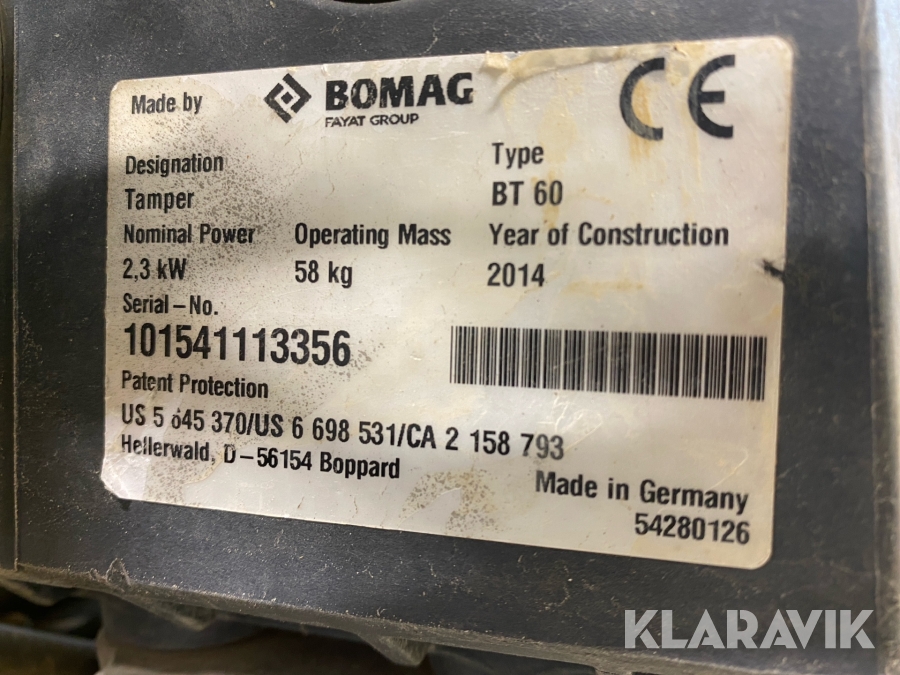 Made by BOMAG CE
FAYAT GROUP
Designation Type
Tamper BT 60
Nominal Power Operating Mass Year of Construction
2,3 kW 58 kg 2014
Serial-No.
101541113356
Patent Protection
US 5 645 370/US 6 698 531/CA 2 158 793
Hellerwald, D-56154 Boppard
Made in Germany
54280126
KLARAVIK